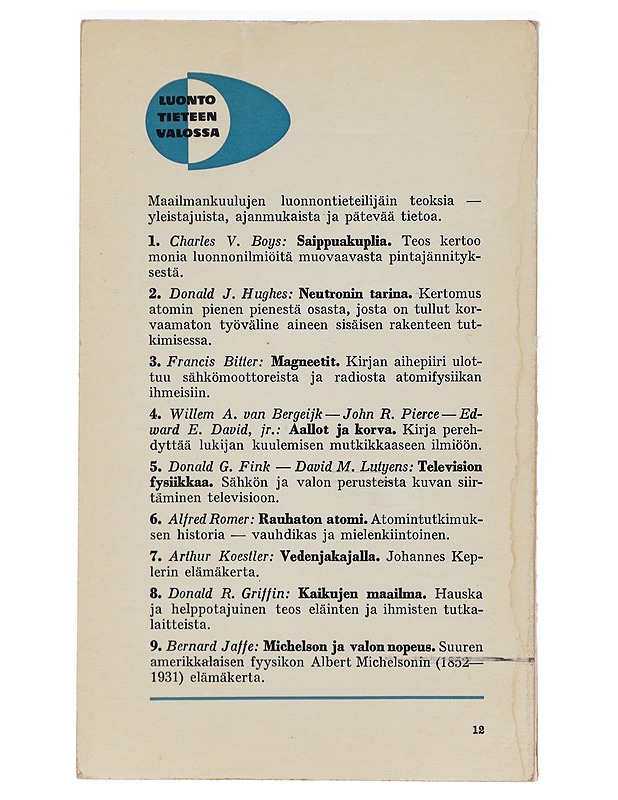 LUONTO
TIETEEN
VALOSSA
Maailmankuulujen luonnontieteilijäin teoksia —
yleistajuista, ajanmukaista ja pätevää tietoa.
1. Charles V. Boys: Saippuakuplia. Teos kertoo
monia luonnonilmiöitä muovaavasta pintajännityk-
sestä.
2. Donald J. Hughes: Neutronin tarina. Kertomus
atomin pienen pienestä osasta, josta on tullut kor-
vaamaton työväline aineen sisäisen rakenteen tut-
kimisessa.
3. Francis Bitter: Magneetit. Kirjan aihepiiri ulot-
tuu sähkömoottoreista ja radiosta atomifysiikan
ihmeisiin.
4. Willem A. van Bergeijk — John R. Pierce — Ed-
ward E. David, jr.: Aallot ja korva. Kirja pereh-
dyttää lukijan kuulemisen mutkikkaaseen ilmiöön.
5. Donald G. Fink — David M. Lutyens: Television
fysiikkaa. Sähkön ja valon perusteista kuvan siir-
täminen televisioon.
6. Alfred Romer: Rauhaton atomi. Atomintutkimuk-
sen historia — vauhdikas ja mielenkiintoinen.
7. Arthur Koestler: Vedenjakajalla. Johannes Kep-
lerin elämäkerta.
8. Donald R. Griffin: Kaikujen maailma. Hauska
ja helppotajuinen teos eläinten ja ihmisten tutka-
laitteista.
9. Bernard Jaffe: Michelson ja valon nopeus. Suuren
amerikkalaisen fyysikon Albert Michelsonin (1852—
1931) elämäkerta.
12